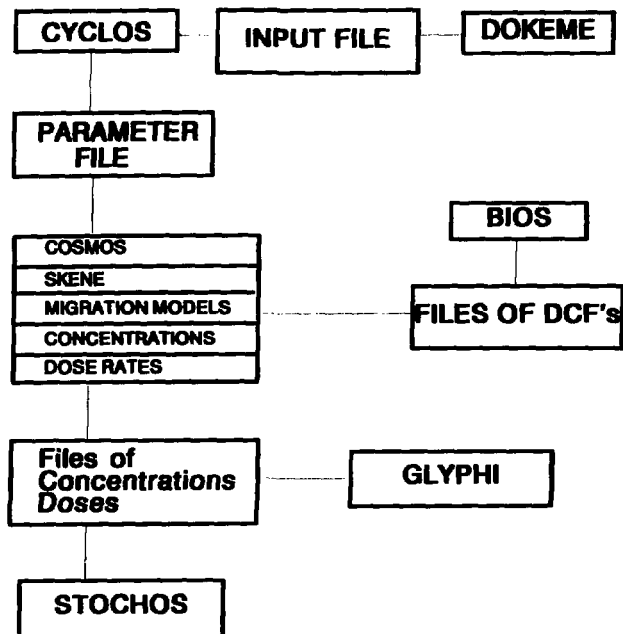 CYCLOS
INPUT FILE
DOKEME
PARAMETER
FILE
BIOS
COSMOS
SKENE
MIGRATION MODELS
CONCENTRATIONS
DOSE RATES
FILES OF DCF's
Files of
Concentrations
Doses
GLYPHI
STOCHOS